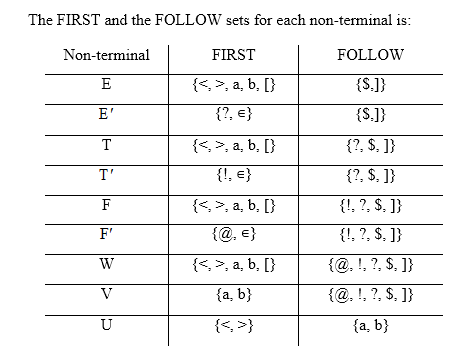 The FIRST and the FOLLOW sets for each non-terminal is:
Non-terminal FIRST FOLLOW
E {<, >, a, b, [} {$,]}
E' {?, ∈} {$,]}
T {<, >, a, b, [} {?, $, ]}
T' {!, ∈} {?, $, ]}
F {<, >, a, b, [} {!, ?, $, ]}
F' {@, ∈} {!, ?, $, ]}
W {<, >, a, b, [} {@, !, ?, $, ]}
V {a, b} {@, !, ?, $, ]}
U {<, >} {a, b}